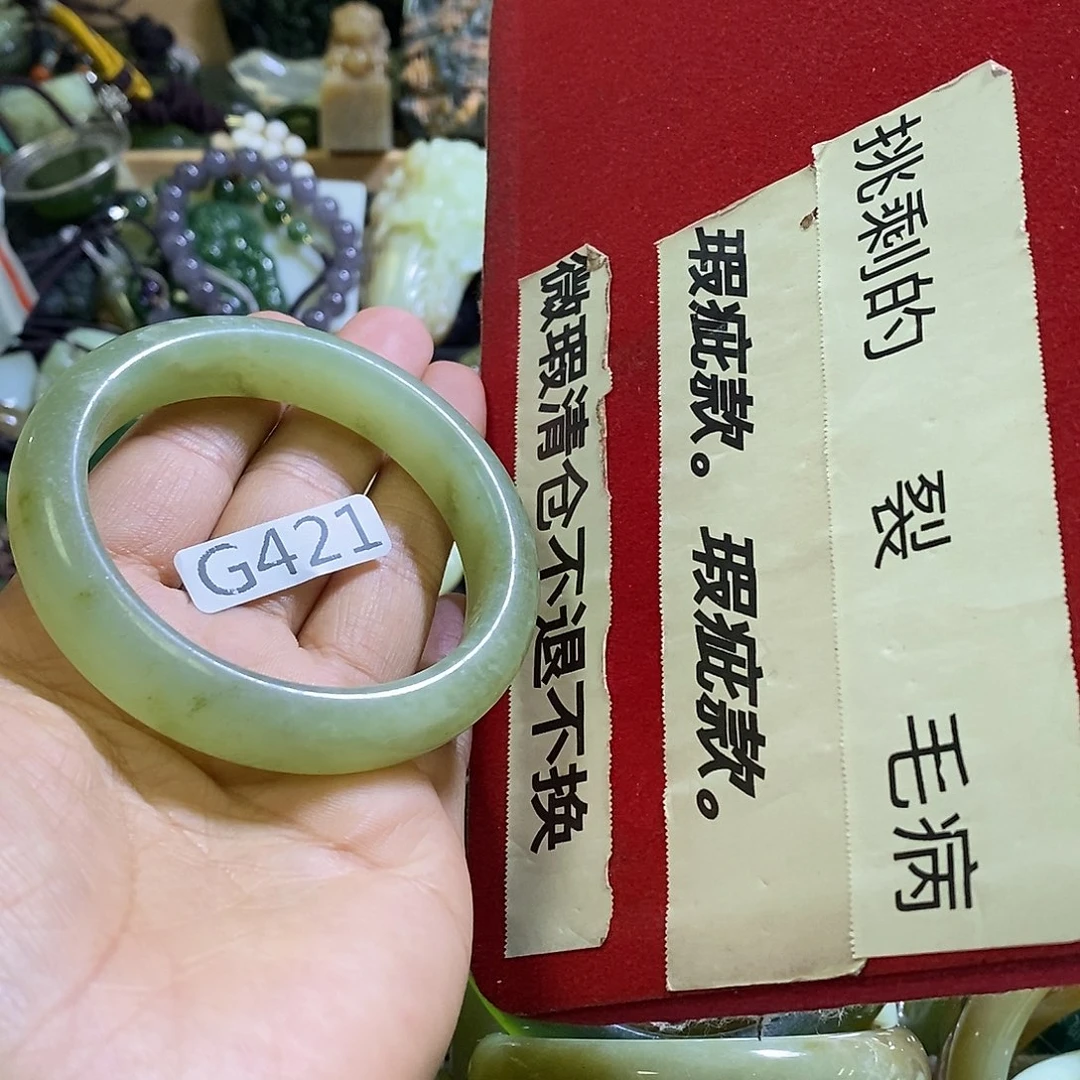 G421
挑剩的 裂 毛病
瑕疵款。瑕疵款。
微瑕清仓不退不换